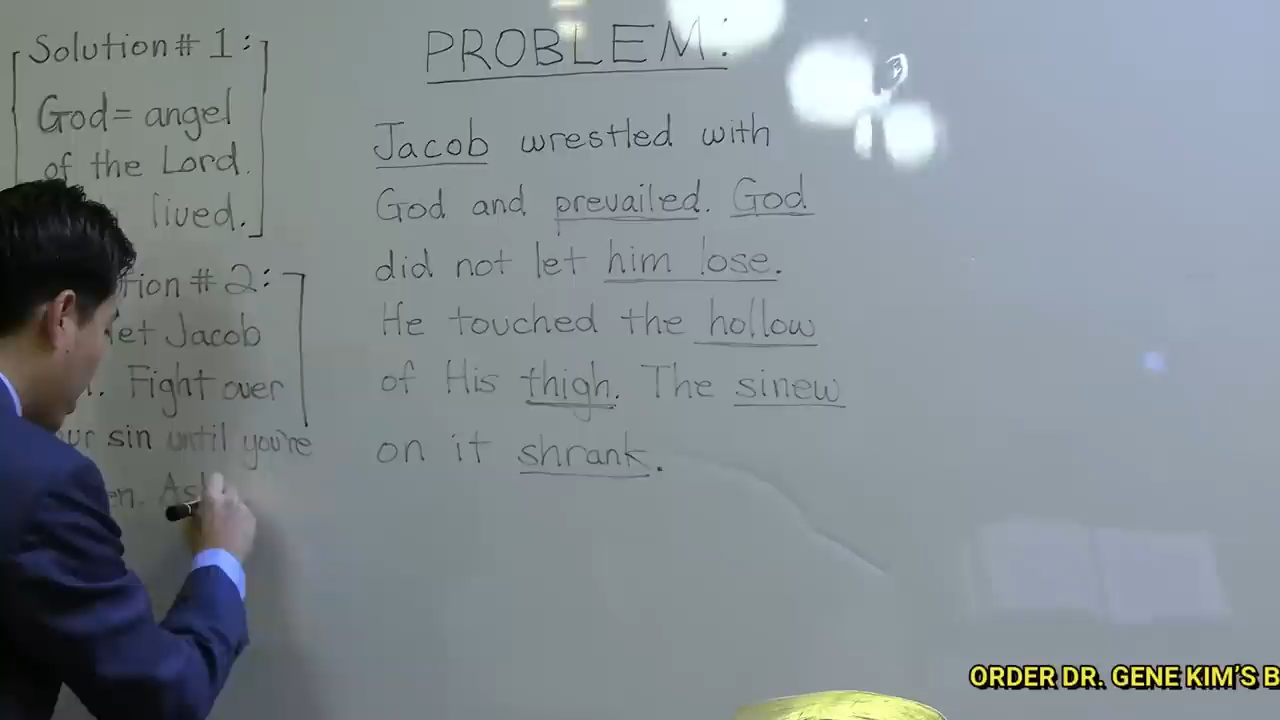 Solution # 1:
God = angel
of the Lord.
lived.
# 2:
Jacob
Fight over
sin until you're
PROBLEM:
Jacob wrestled with
God and prevailed. God
did not let him lose.
He touched the hollow
of His thigh. The sinew
on it shrank.
ORDER DR. GENE KIM'S B